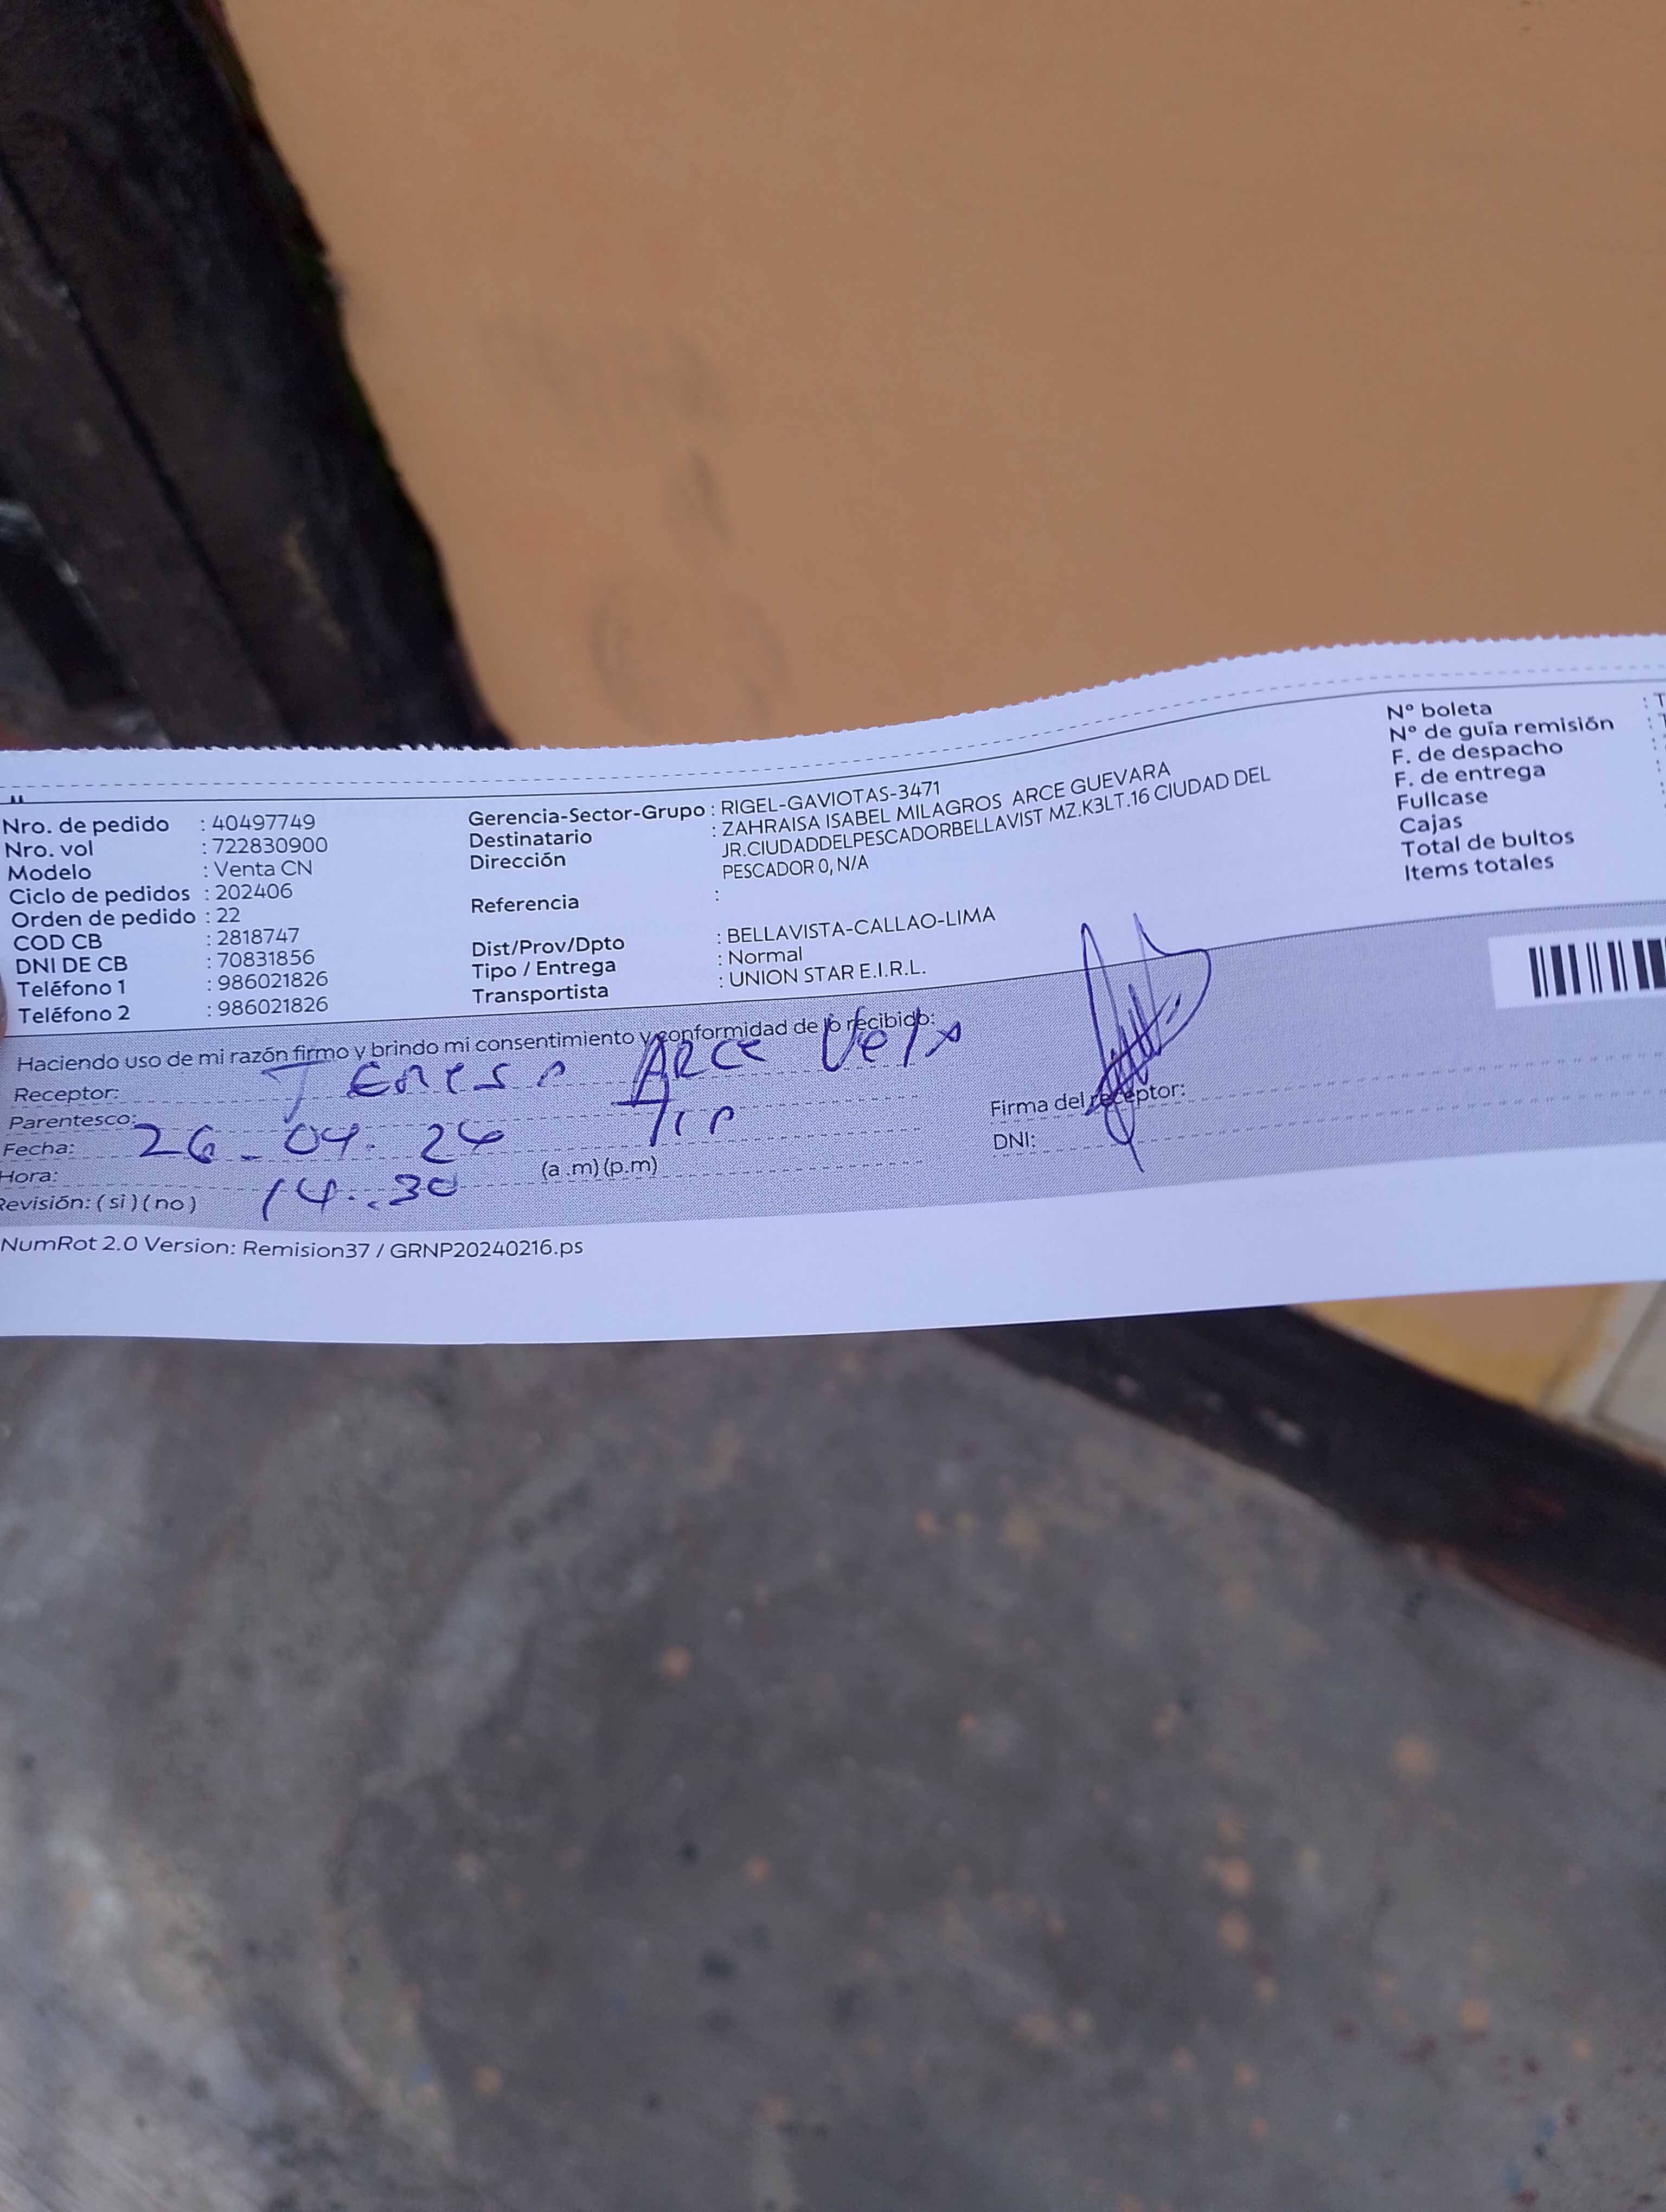 Nro. de pedido : 40497749
Nro. vol : 722830900
Modelo : Venta CN
Ciclo de pedidos : 202406
Orden de pedido : 22
COD CB : 2818747
DNI DE CB : 70831856
Teléfono 1 : 986021826
Teléfono 2 : 986021826
Gerencia-Sector-Grupo : RIGEL-GAVIOTAS-3471
Destinatario : ZAHRAISA ISABEL MILAGROS ARCE GUEVARA
Dirección JR.CIUDADDELPESCADORBELLAVIST MZ.K3LT.16 CIUDAD DEL
PESCADOR 0, N/A
Referencia :
Dist/Prov/Dpto : BELLAVISTA-CALLAO-LIMA
Tipo / Entrega : Normal
Transportista : UNION STAR E.I.R.L.
N° boleta : T
N° de guía remisión :
F. de despacho :
F. de entrega :
Fullcase
Cajas
Total de bultos
Items totales
Haciendo uso de mi razón firmo y brindo mi consentimiento y conformidad de lo recibido:
Receptor: Arce
Parentesco:
Fecha: 26-04-24
Hora: 14:30 (a .m) (p.m)
Revisión: ( sì ) ( no )
Firma del receptor:
DNI:
NumRot 2.0 Version: Remision37 / GRNP20240216.ps